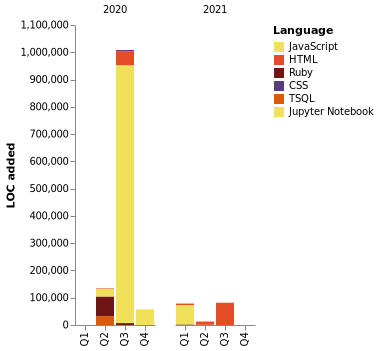 2020 2021
Language
JavaScript
HTML
Ruby
CSS
TSQL
Jupyter Notebook
LOC added
1,100,000
1,000,000
900,000
800,000
700,000
600,000
500,000
400,000
300,000
200,000
100,000
0
Q1 Q2 Q3 Q4 Q1 Q2 Q3 Q4